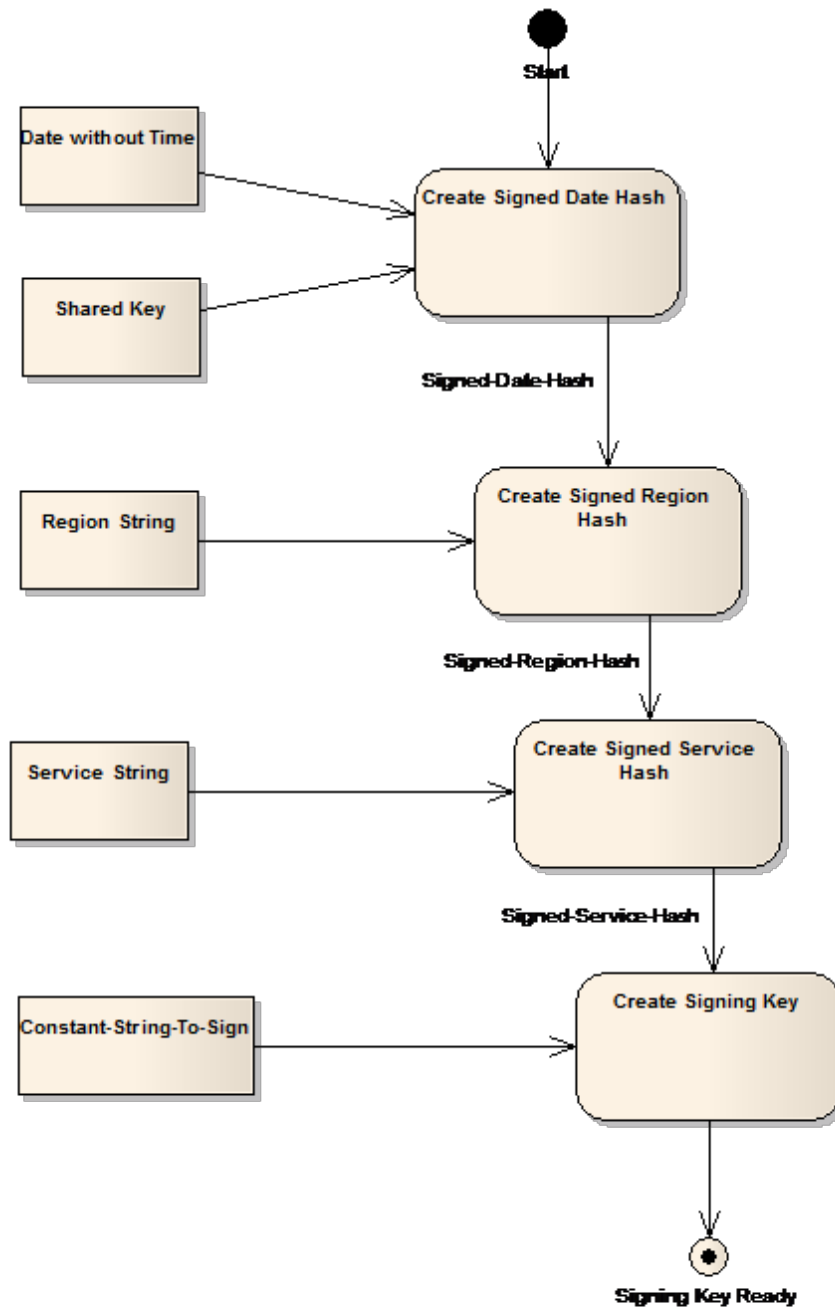 Start
Date without Time
Create Signed Date Hash
Shared Key
Signed-Date-Hash
Create Signed Region
Hash
Region String
Signed-Region-Hash
Create Signed Service
Hash
Service String
Signed-Service-Hash
Create Signing Key
Constant-String-To-Sign
Signing Key Ready